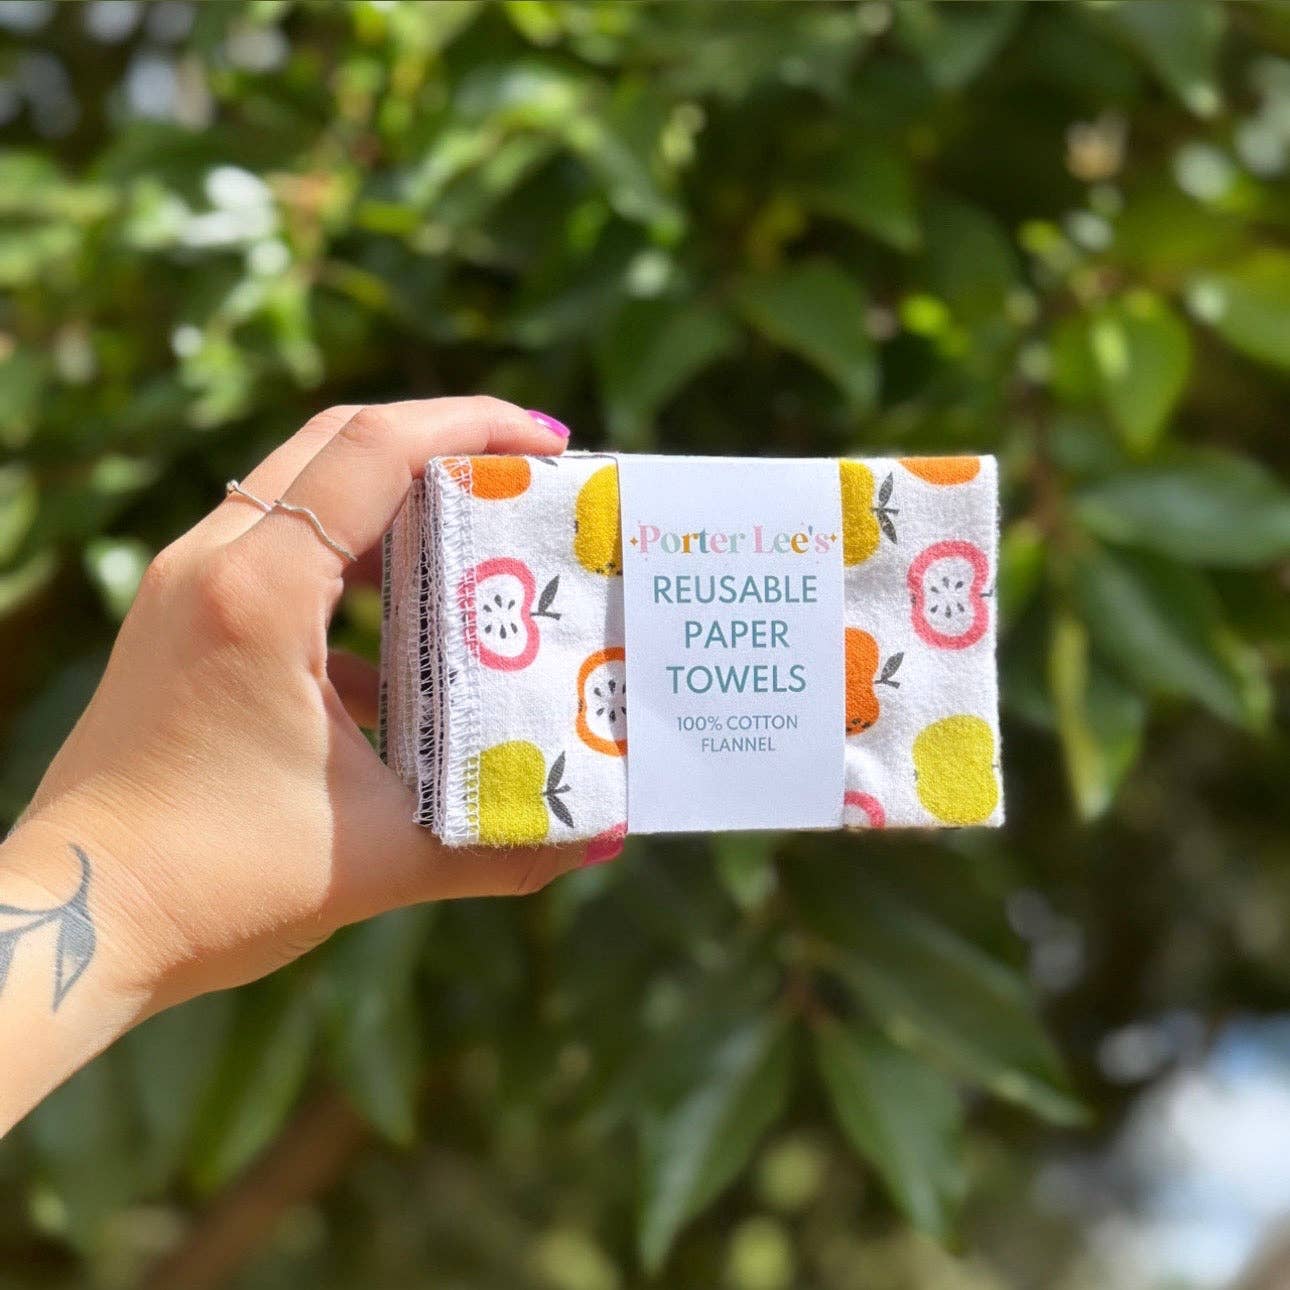 Porter Lee's
REUSABLE
PAPER
TOWELS
100% COTTON
FLANNEL